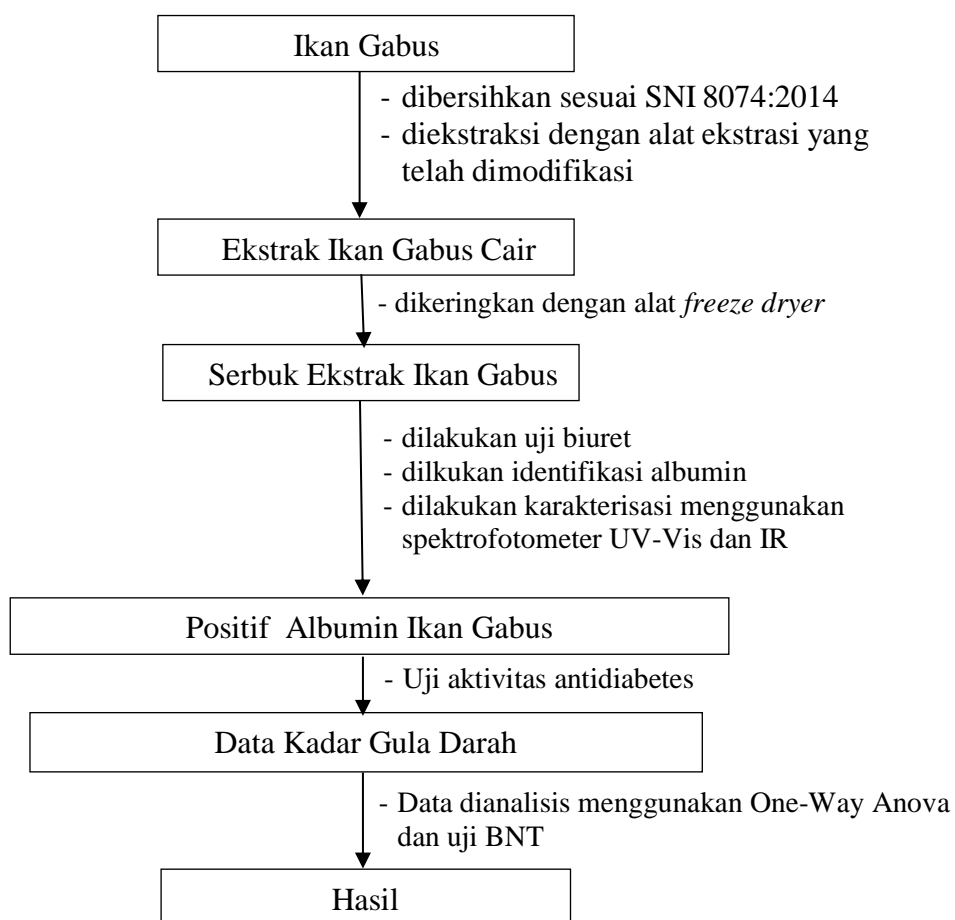 Ikan Gabus
- dibersihkan sesuai SNI 8074:2014
- diekstraksi dengan alat ekstrasi yang
telah dimodifikasi
Ekstrak Ikan Gabus Cair
- dikeringkan dengan alat freeze dryer
Serbuk Ekstrak Ikan Gabus
- dilakukan uji biuret
- dilkukan identifikasi albumin
- dilakukan karakterisasi menggunakan
spektrofotometer UV-Vis dan IR
Positif  Albumin Ikan Gabus
- Uji aktivitas antidiabetes
Data Kadar Gula Darah
- Data dianalisis menggunakan One-Way Anova
dan uji BNT
Hasil